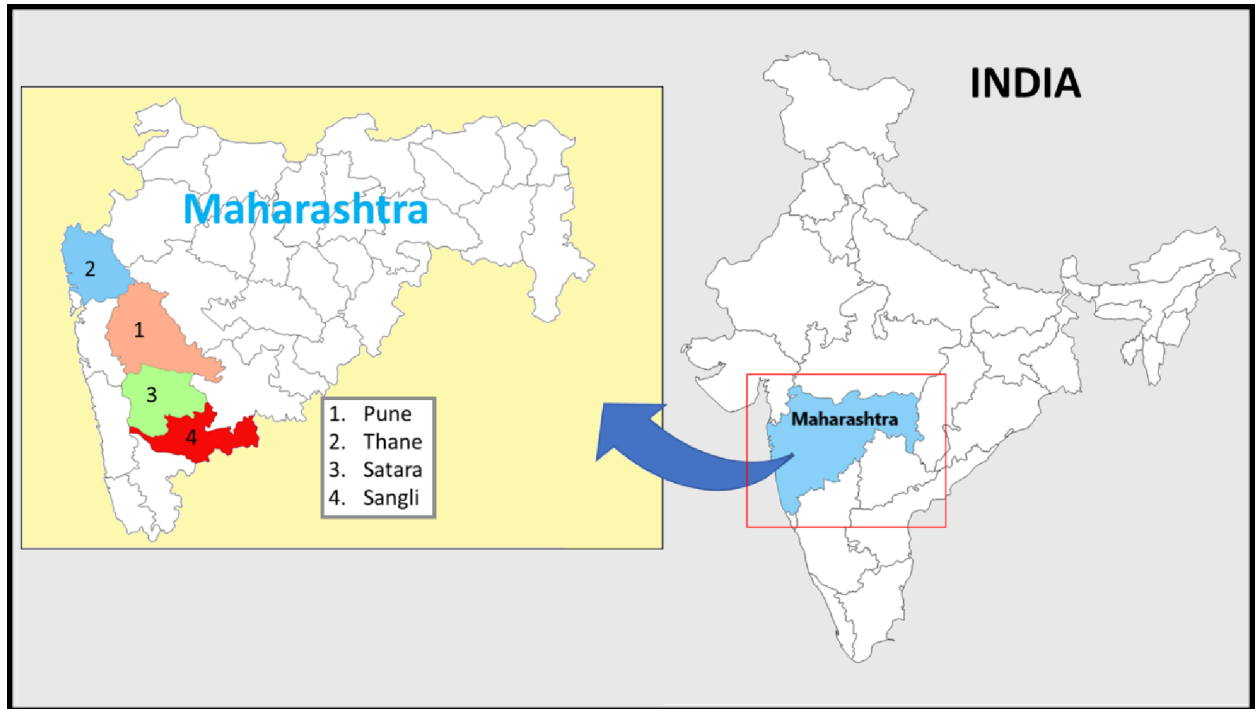 INDIA
Maharashtra
2
1
3
4
1. Pune
2. Thane
3. Satara
4. Sangli
Maharashtra